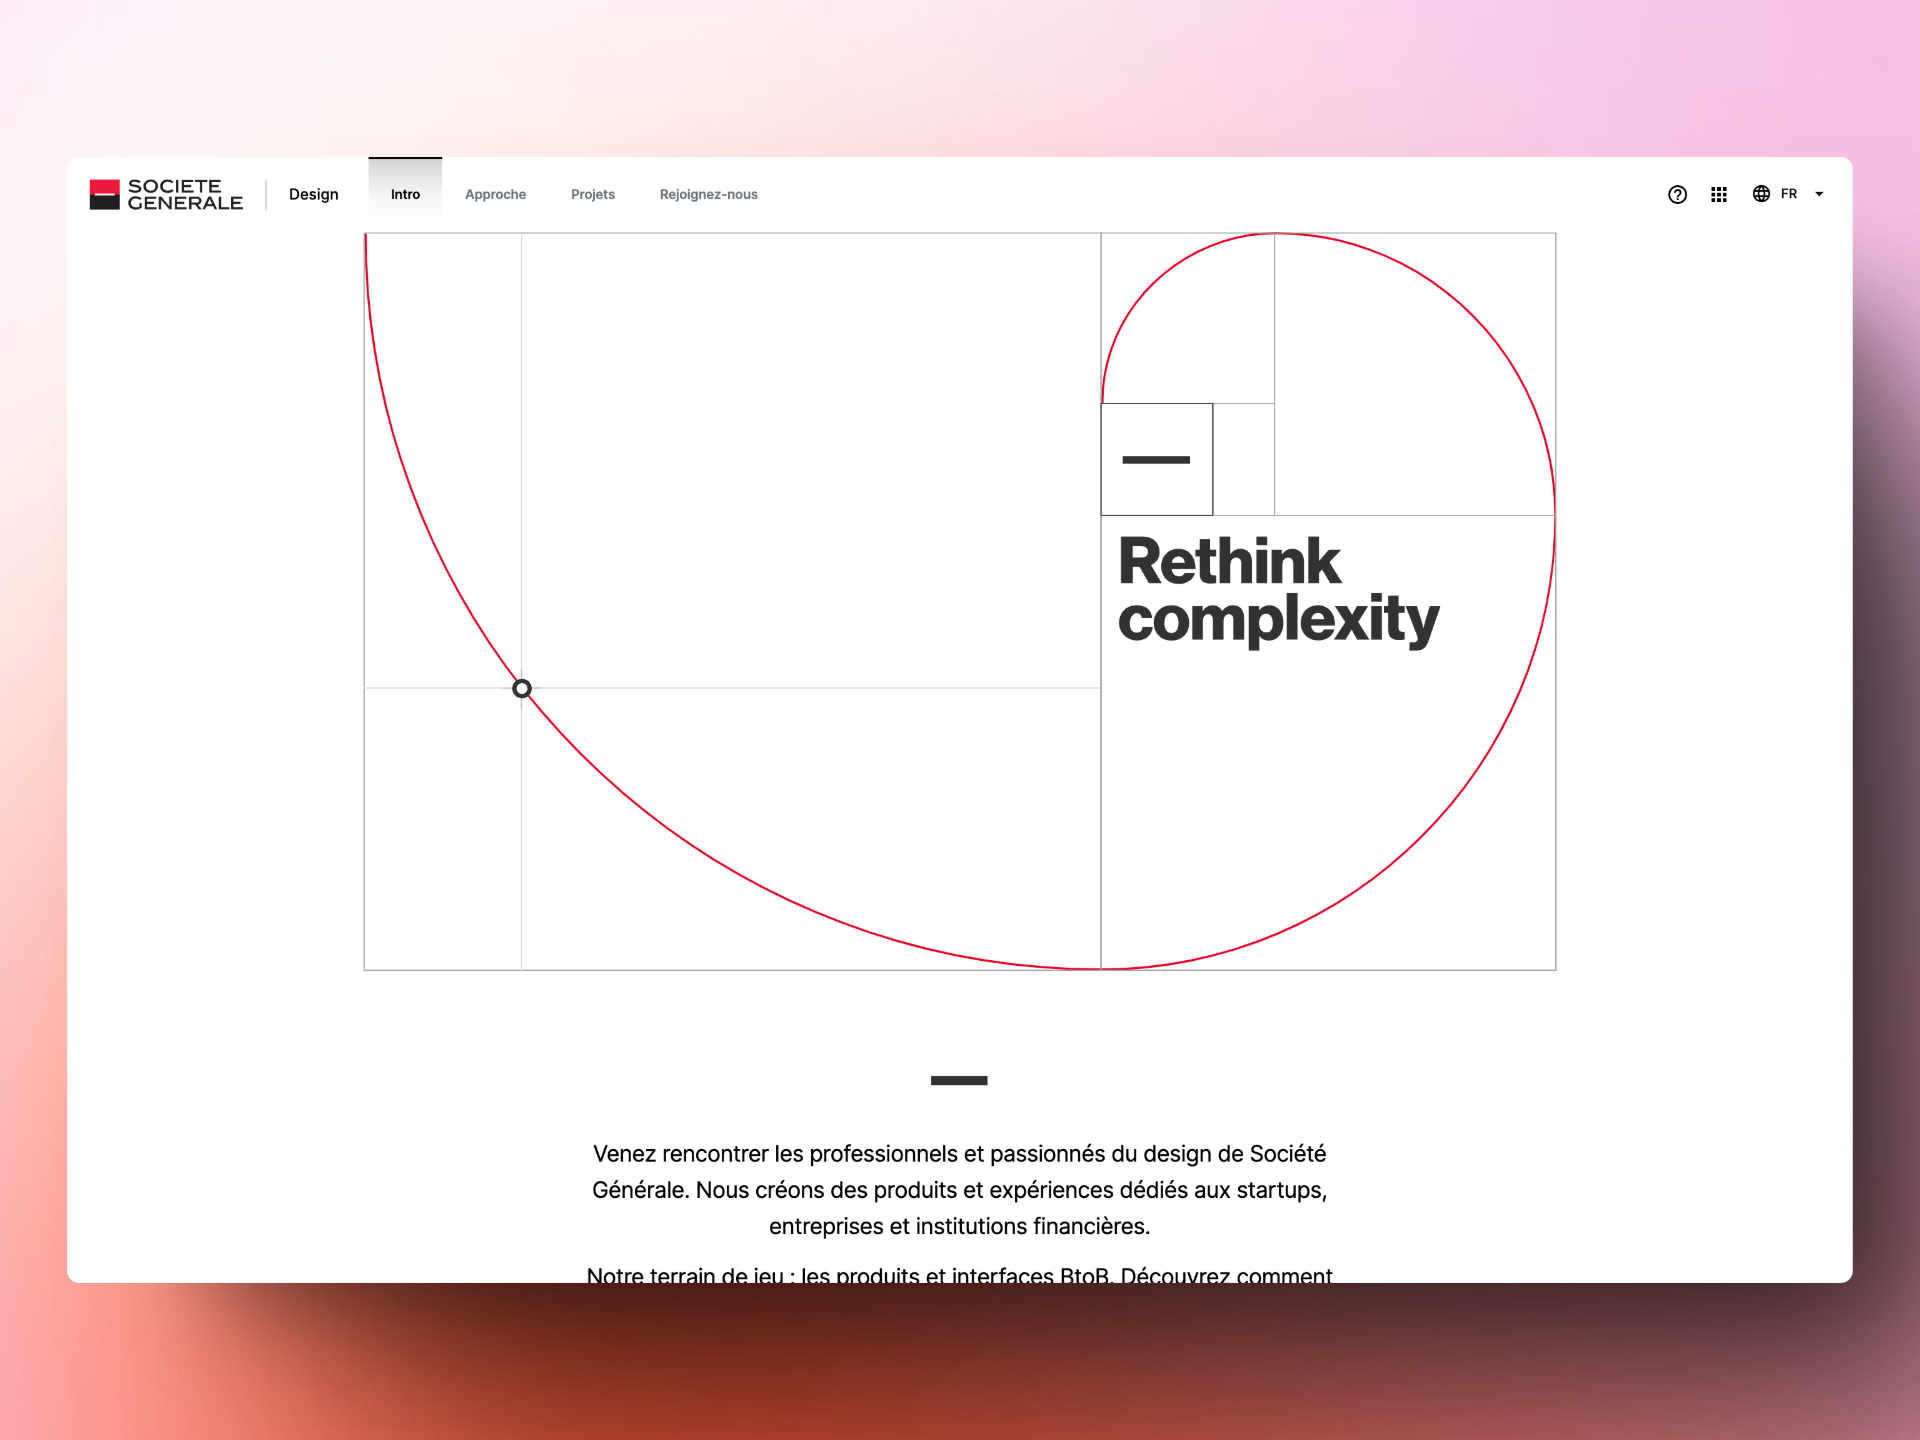 SOCIETE
GENERALE
Design
Intro
Approche
Projets
Rejoignez-nous
FR
Rethink
complexity
Venez rencontrer les professionnels et passionnés du design de Société
Générale. Nous créons des produits et expériences dédiés aux startups,
entreprises et institutions financières.
Notre terrain de jeu : les produits et interfaces BtoB. Découvrez comment